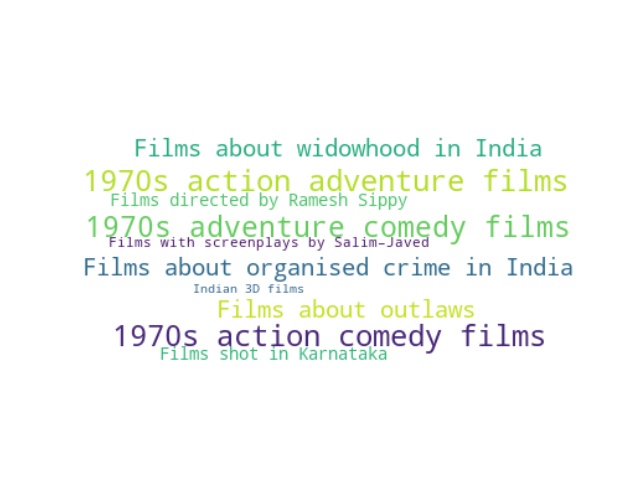 Films about widowhood in India
1970s action adventure films
Films directed by Ramesh Sippy
1970s adventure comedy films
Films with screenplays by Salim–Javed
Films about organised crime in India
Indian 3D films
Films about outlaws
1970s action comedy films
Films shot in Karnataka